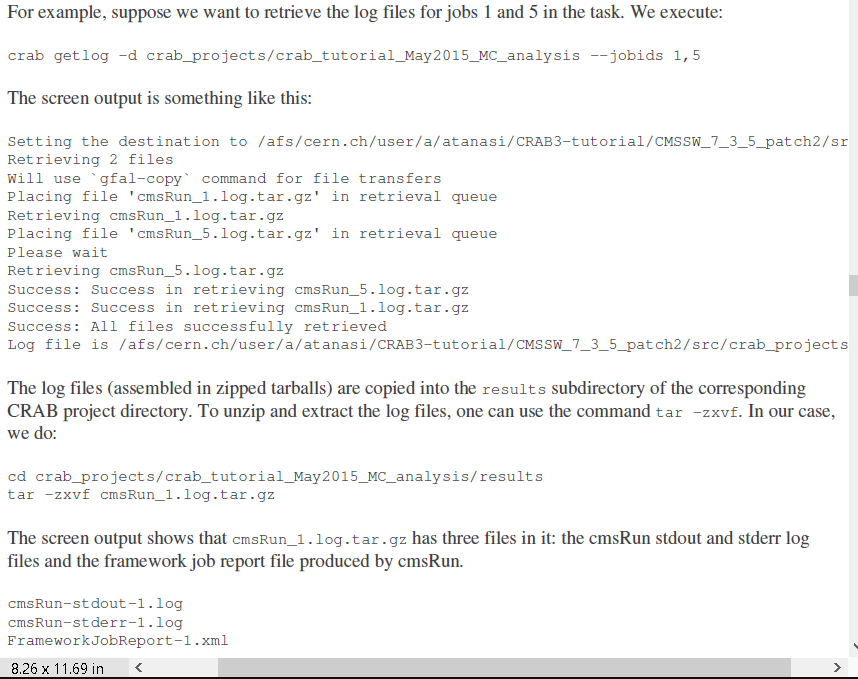 For example, suppose we want to retrieve the log files for jobs 1 and 5 in the task. We execute:
crab getlog -d crab_projects/crab_tutorial_May2015_MC_analysis --jobids 1,5
The screen output is something like this:
Setting the destination to /afs/cern.ch/user/a/atanasi/CRAB3-tutorial/CMSSW_7_3_5_patch2/sr
Retrieving 2 files
Will use `gfal-copy` command for file transfers
Placing file 'cmsRun_1.log.tar.gz' in retrieval queue
Retrieving cmsRun_1.log.tar.gz
Placing file 'cmsRun_5.log.tar.gz' in retrieval queue
Please wait
Retrieving cmsRun_5.log.tar.gz
Success: Success in retrieving cmsRun_5.log.tar.gz
Success: Success in retrieving cmsRun_1.log.tar.gz
Success: All files successfully retrieved
Log file is /afs/cern.ch/user/a/atanasi/CRAB3-tutorial/CMSSW_7_3_5_patch2/src/crab_projects
The log files (assembled in zipped tarballs) are copied into the results subdirectory of the corresponding
CRAB project directory. To unzip and extract the log files, one can use the command tar -zxvf. In our case,
we do:
cd crab_projects/crab_tutorial_May2015_MC_analysis/results
tar -zxvf cmsRun_1.log.tar.gz
The screen output shows that cmsRun_1.log.tar.gz has three files in it: the cmsRun stdout and stderr log
files and the framework job report file produced by cmsRun.
cmsRun-stdout-1.log
cmsRun-stderr-1.log
FrameworkJobReport-1.xml
8.26 x 11.69 in